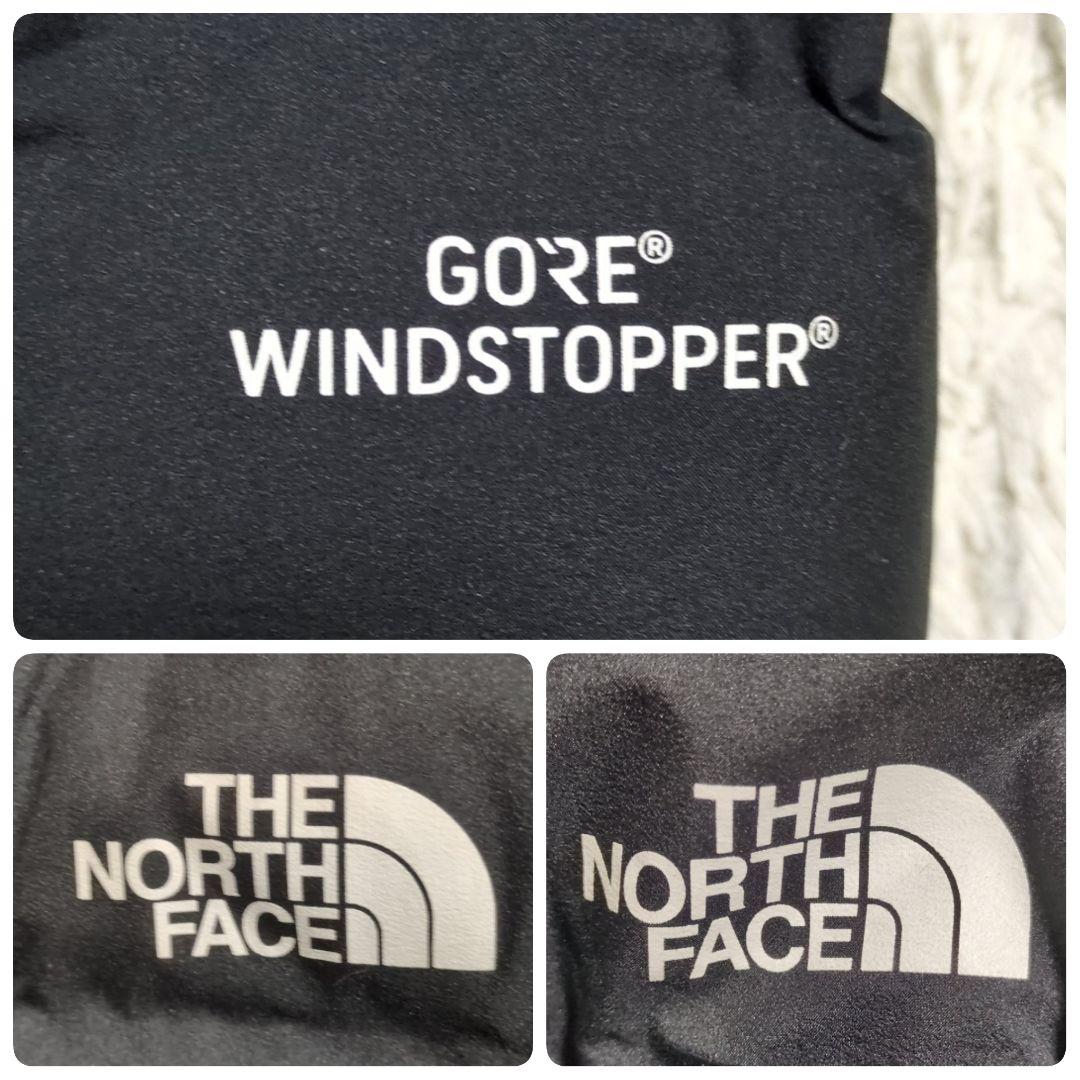 GORE®
WINDSTOPPER®
THE
NORTH
FACE
THE
NORTH
FACE